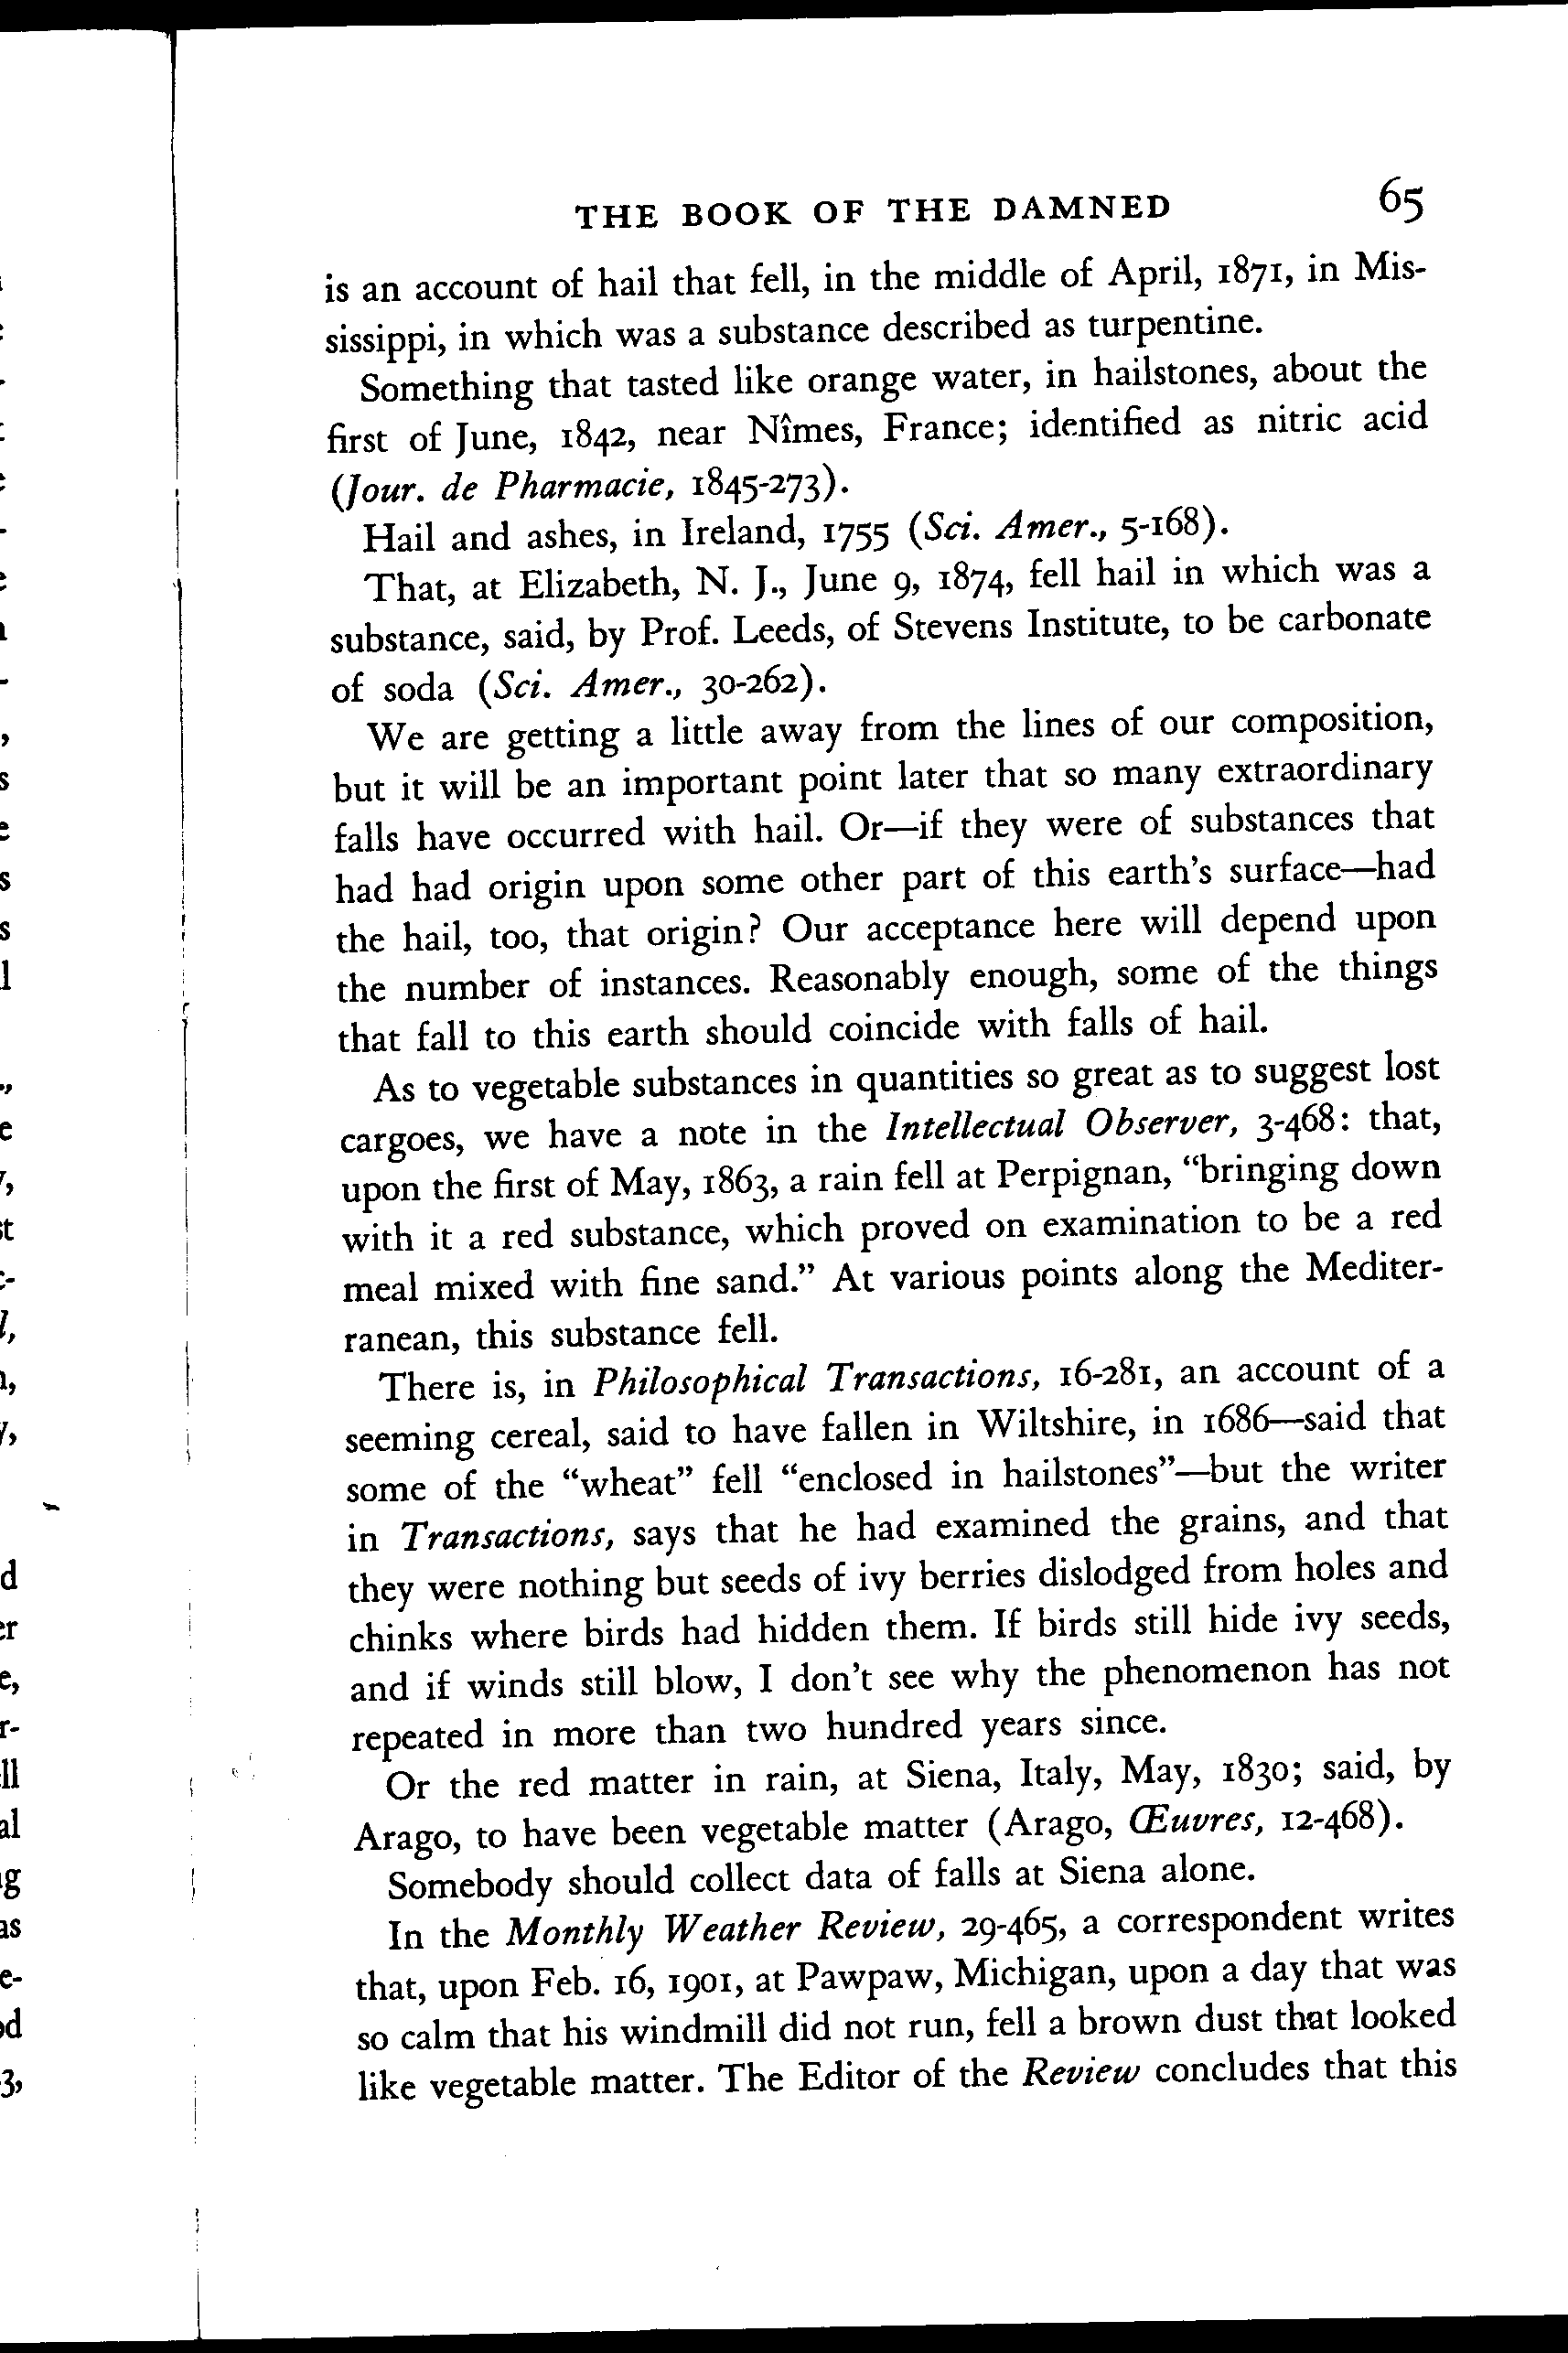 THE BOOK OF THE DAMNED 65
is an account of hail that fell, in the middle of April, 1871, in Mis-
sissippi, in which was a substance described as turpentine.
Something that tasted like orange water, in hailstones, about the
first of June, 1842, near Nîmes, France; identified as nitric acid
(Jour. de Pharmacie, 1845-273).
Hail and ashes, in Ireland, 1755 (Sci. Amer., 5-168).
That, at Elizabeth, N. J., June 9, 1874, fell hail in which was a
substance, said, by Prof. Leeds, of Stevens Institute, to be carbonate
of soda (Sci. Amer., 30-262).
We are getting a little away from the lines of our composition,
but it will be an important point later that so many extraordinary
falls have occurred with hail. Or—if they were of substances that
had had origin upon some other part of this earth's surface—had
the hail, too, that origin? Our acceptance here will depend upon
the number of instances. Reasonably enough, some of the things
that fall to this earth should coincide with falls of hail.
As to vegetable substances in quantities so great as to suggest lost
cargoes, we have a note in the Intellectual Observer, 3-468: that,
upon the first of May, 1863, a rain fell at Perpignan, “bringing down
with it a red substance, which proved on examination to be a red
meal mixed with fine sand.” At various points along the Mediter-
ranean, this substance fell.
There is, in Philosophical Transactions, 16-281, an account of a
seeming cereal, said to have fallen in Wiltshire, in 1686—said that
some of the “wheat” fell “enclosed in hailstones”—but the writer
in Transactions, says that he had examined the grains, and that
they were nothing but seeds of ivy berries dislodged from holes and
chinks where birds had hidden them. If birds still hide ivy seeds,
and if winds still blow, I don't see why the phenomenon has not
repeated in more than two hundred years since.
Or the red matter in rain, at Siena, Italy, May, 1830; said, by
Arago, to have been vegetable matter (Arago, Œuvres, 12-468).
Somebody should collect data of falls at Siena alone.
In the Monthly Weather Review, 29-465, a correspondent writes
that, upon Feb. 16, 1901, at Pawpaw, Michigan, upon a day that was
so calm that his windmill did not run, fell a brown dust that looked
like vegetable matter. The Editor of the Review concludes that this